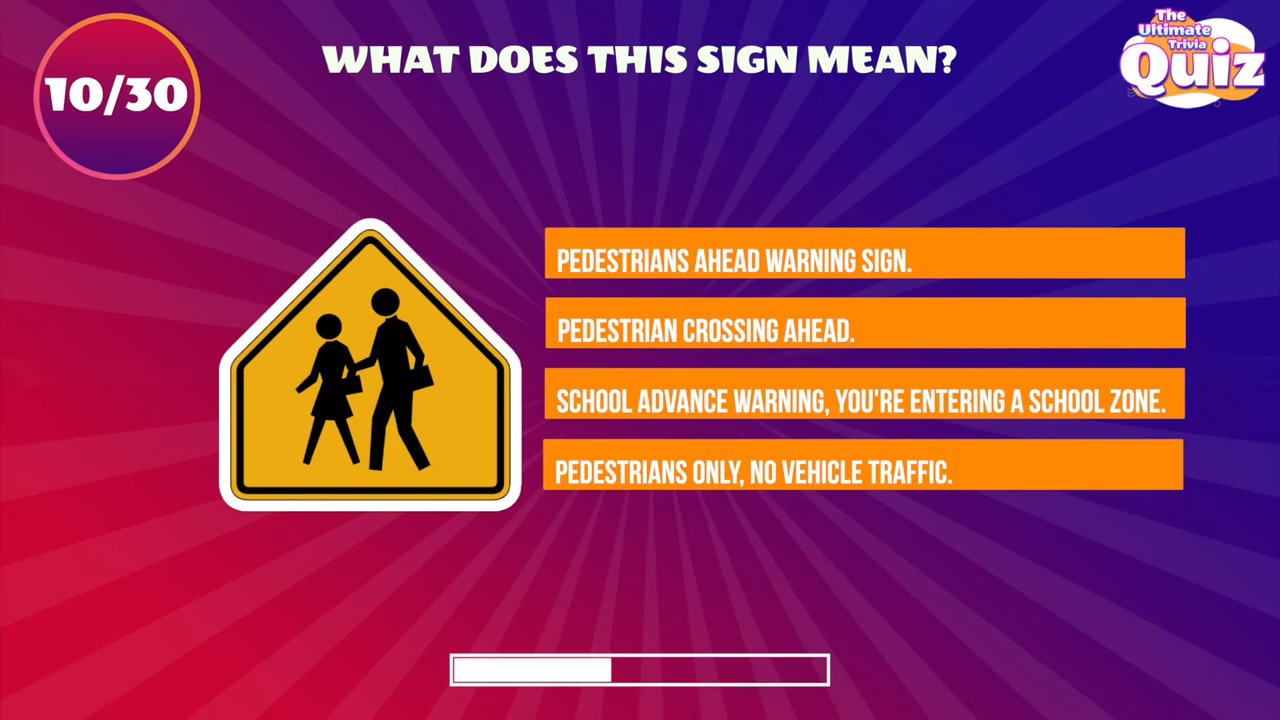 10/30
WHAT DOES THIS SIGN MEAN?
The
Ultimate
Trivia
Quiz
PEDESTRIANS AHEAD WARNING SIGN.
PEDESTRIAN CROSSING AHEAD.
SCHOOL ADVANCE WARNING, YOU'RE ENTERING A SCHOOL ZONE.
PEDESTRIANS ONLY, NO VEHICLE TRAFFIC.